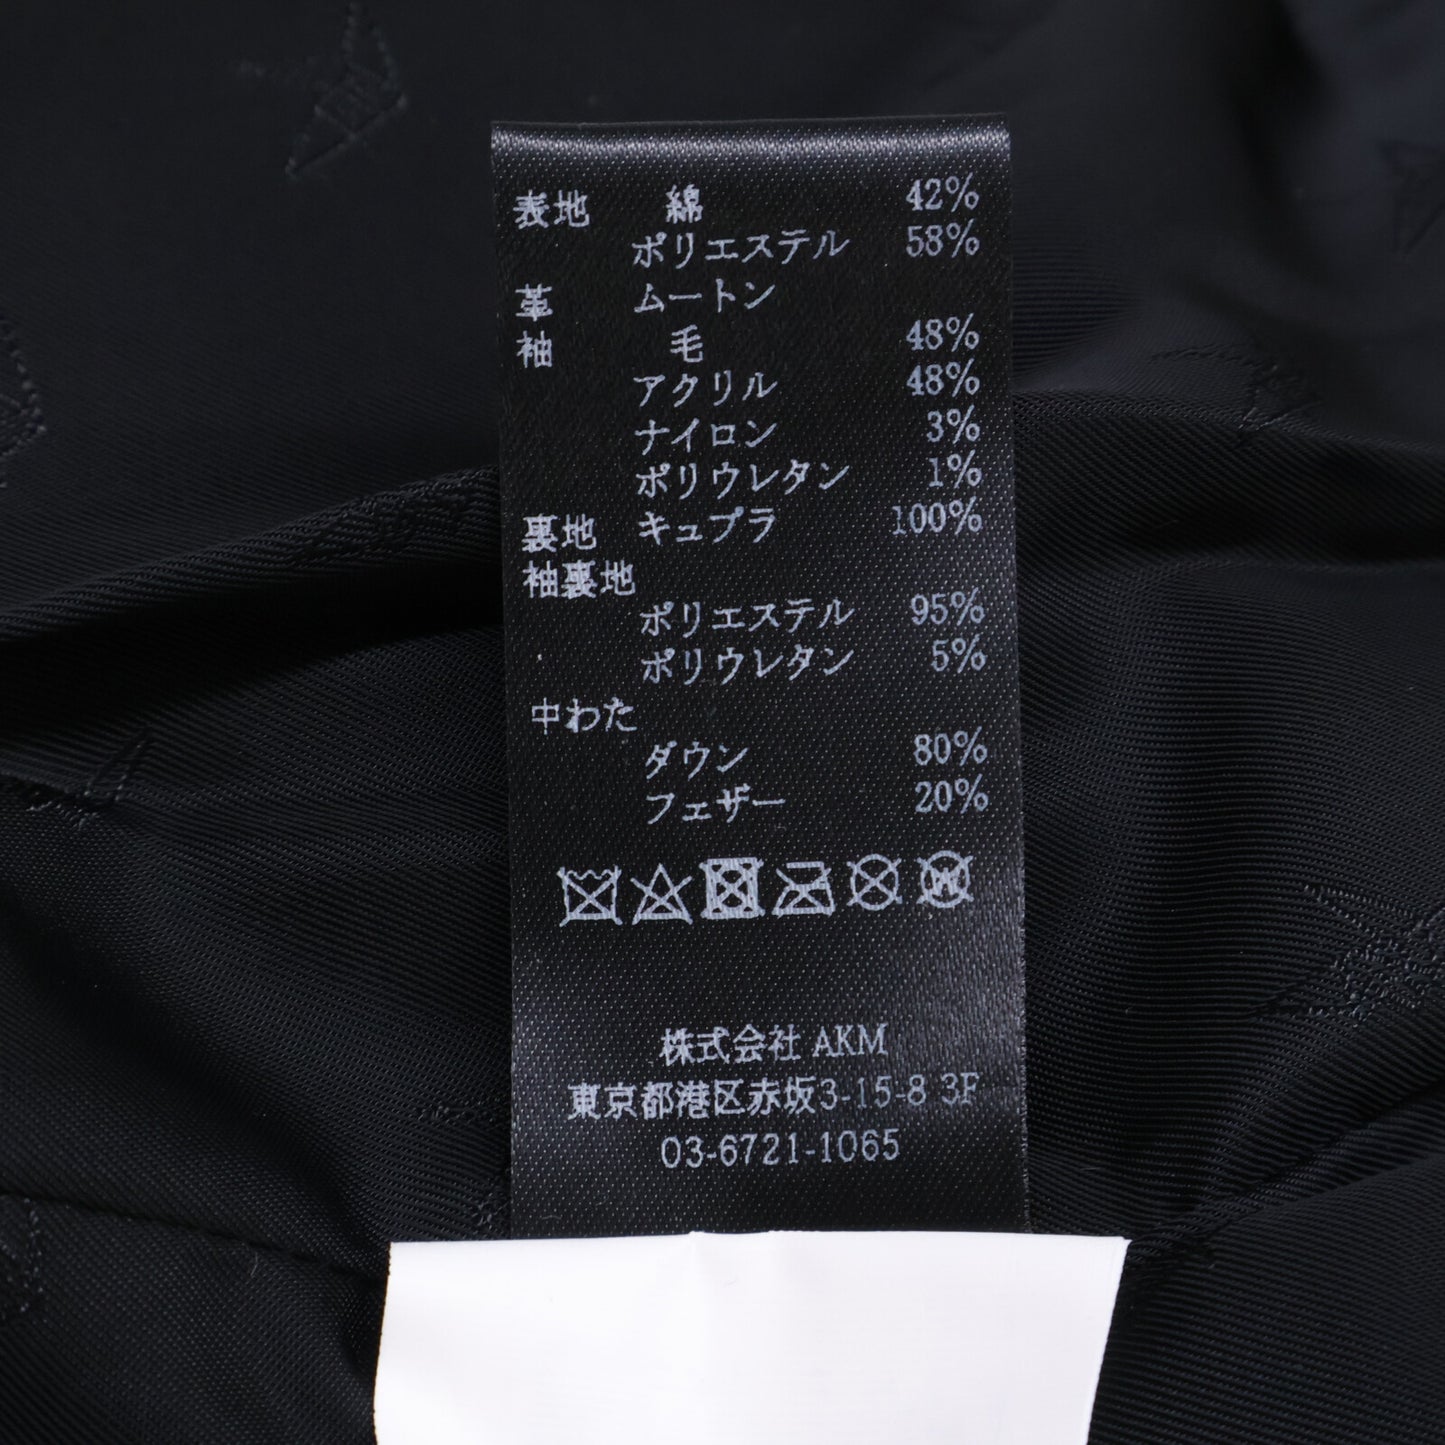 表地 綿 42%
ポリエステル 58%
革 ムートン
袖 毛 48%
アクリル 48%
ナイロン 3%
ポリウレタン 1%
裏地 キュプラ 100%
袖裏地
ポリエステル 95%
ポリウレタン 5%
中わた
ダウン 80%
フェザー 20%
株式会社 AKM
東京都港区赤坂3-15-8 3F
03-6721-1065